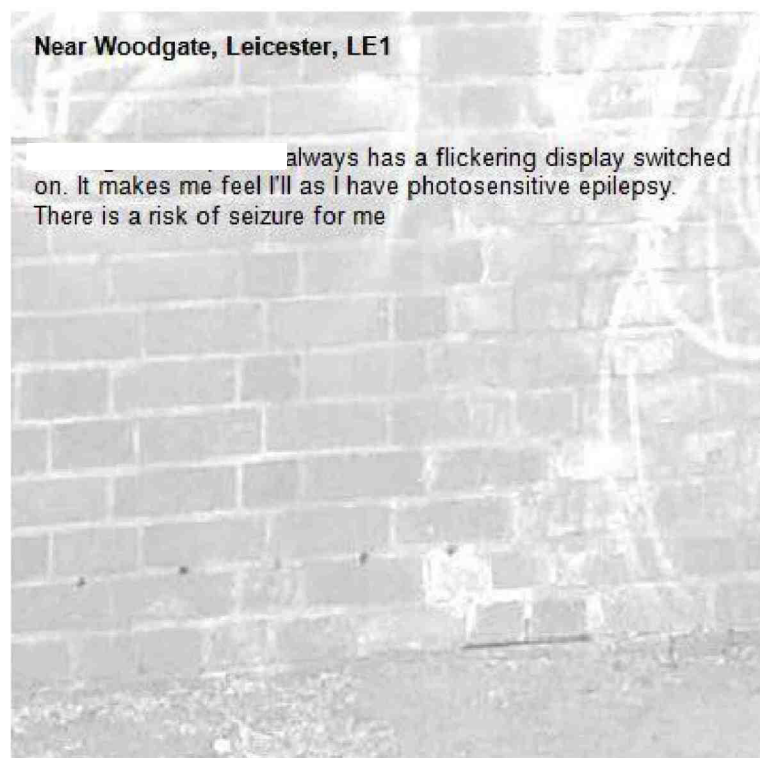 Near Woodgate, Leicester, LE1
always has a flickering display switched
on. It makes me feel I'll as I have photosensitive epilepsy.
There is a risk of seizure for me